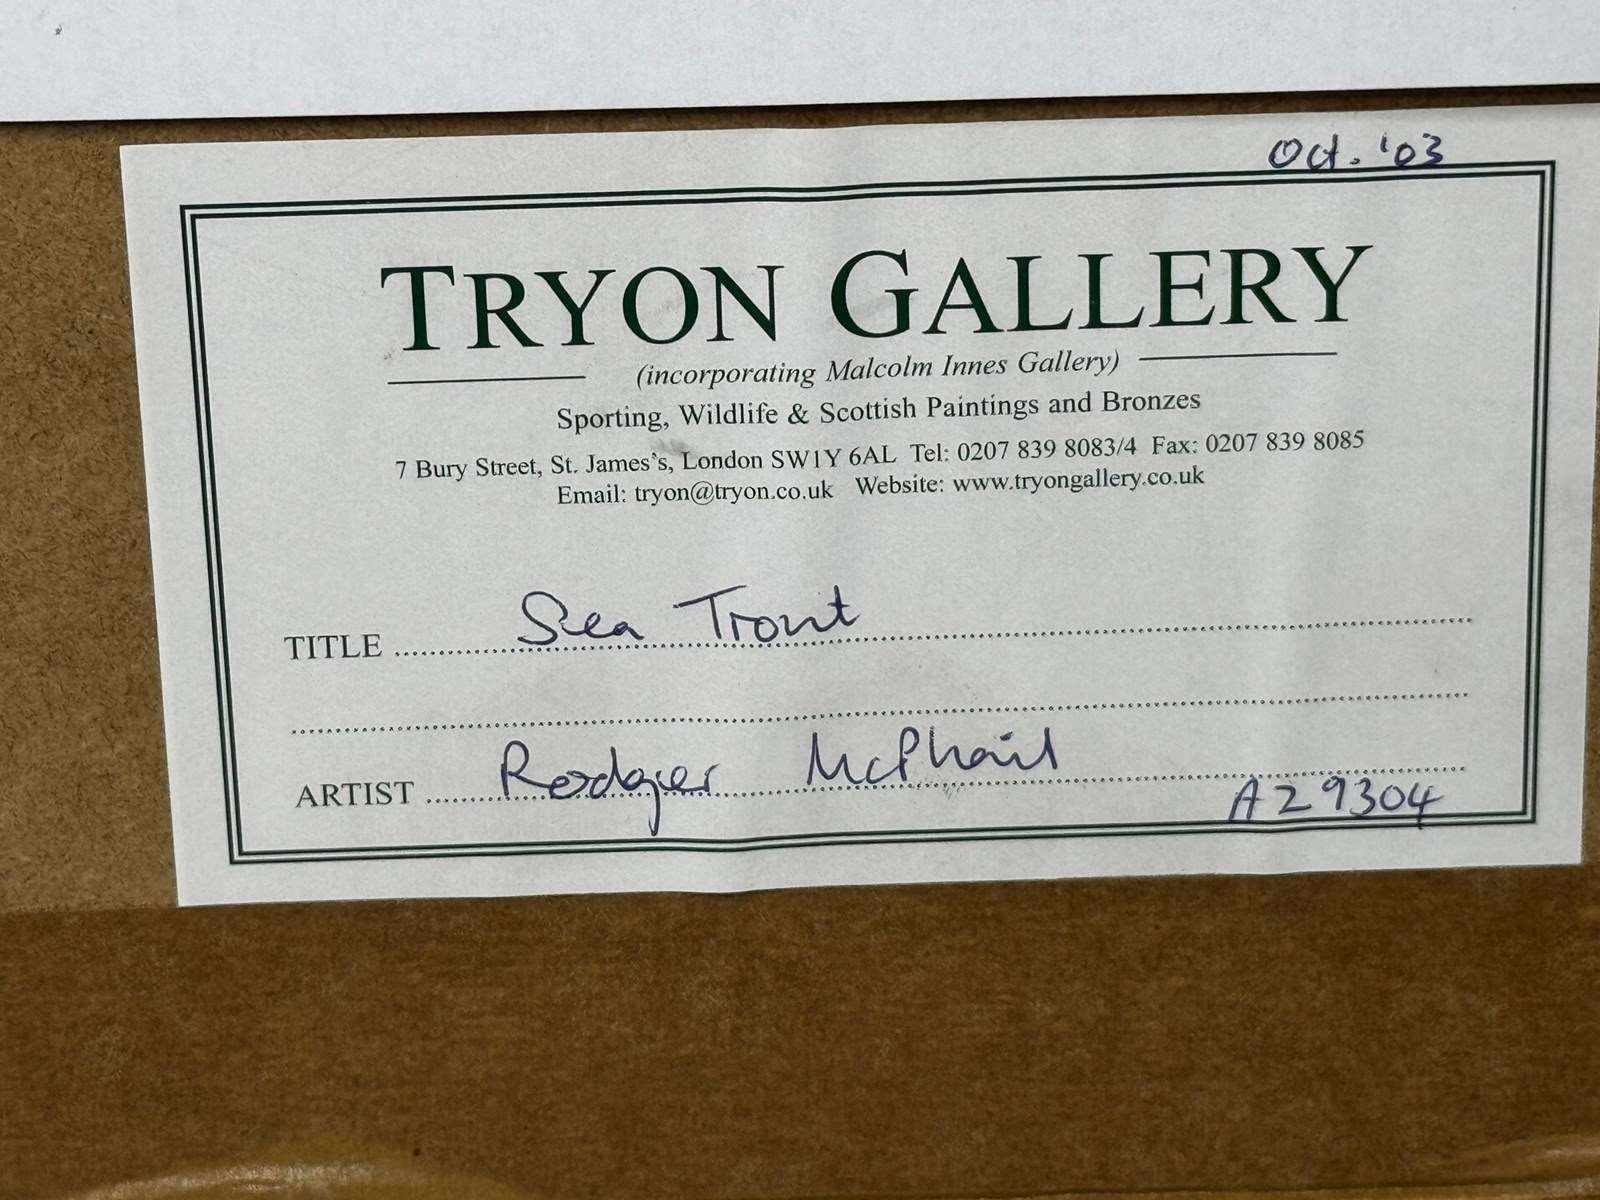 Oct. '03
TRYON GALLERY
(incorporating Malcolm Innes Gallery)
Sporting, Wildlife & Scottish Paintings and Bronzes
7 Bury Street, St. James's, London SW1Y 6AL Tel: 0207 839 8083/4 Fax: 0207 839 8085
Email: tryon@tryon.co.uk Website: www.tryongallery.co.uk
TITLE Sea Trout
ARTIST Rodger McPhail
A29304